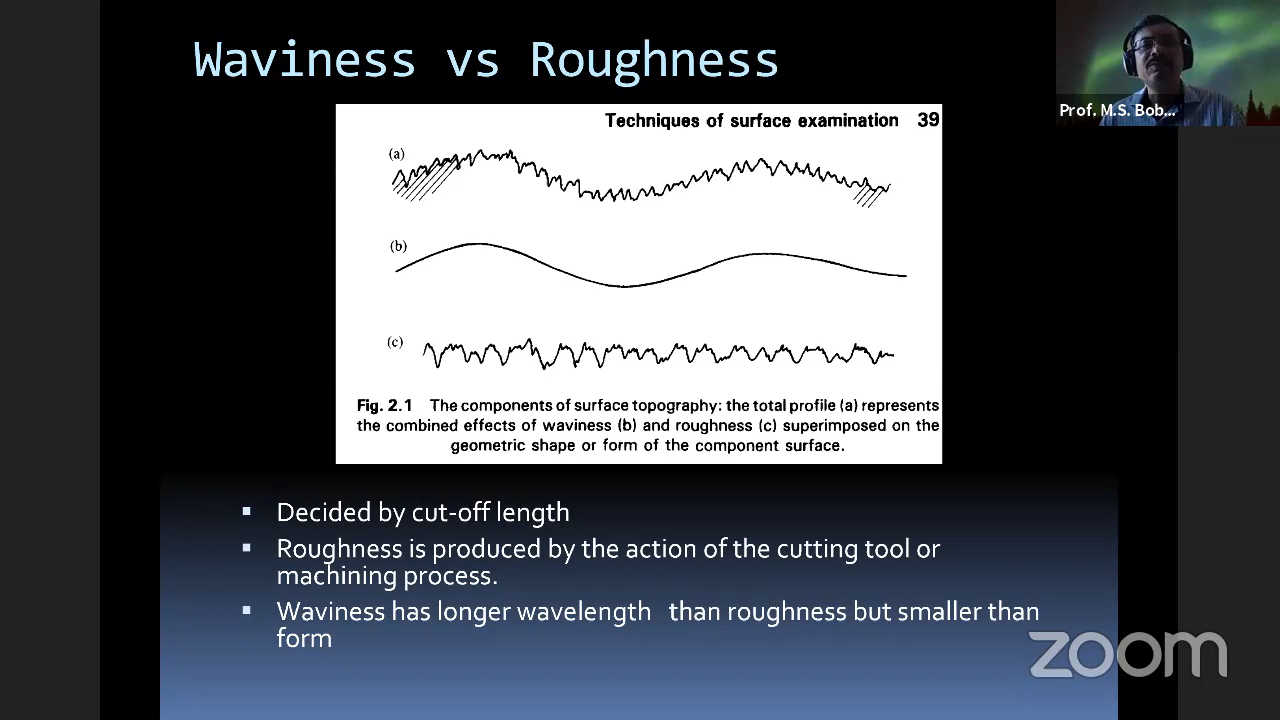 Waviness vs Roughness
Prof. M.S. Bob...
Techniques of surface examination 39
(a)
(b)
(c)
Fig. 2.1 The components of surface topography: the total profile (a) represents
the combined effects of waviness (b) and roughness (c) superimposed on the
geometric shape or form of the component surface.
▪ Decided by cut-off length
▪ Roughness is produced by the action of the cutting tool or
machining process.
▪ Waviness has longer wavelength than roughness but smaller than
form
zoom